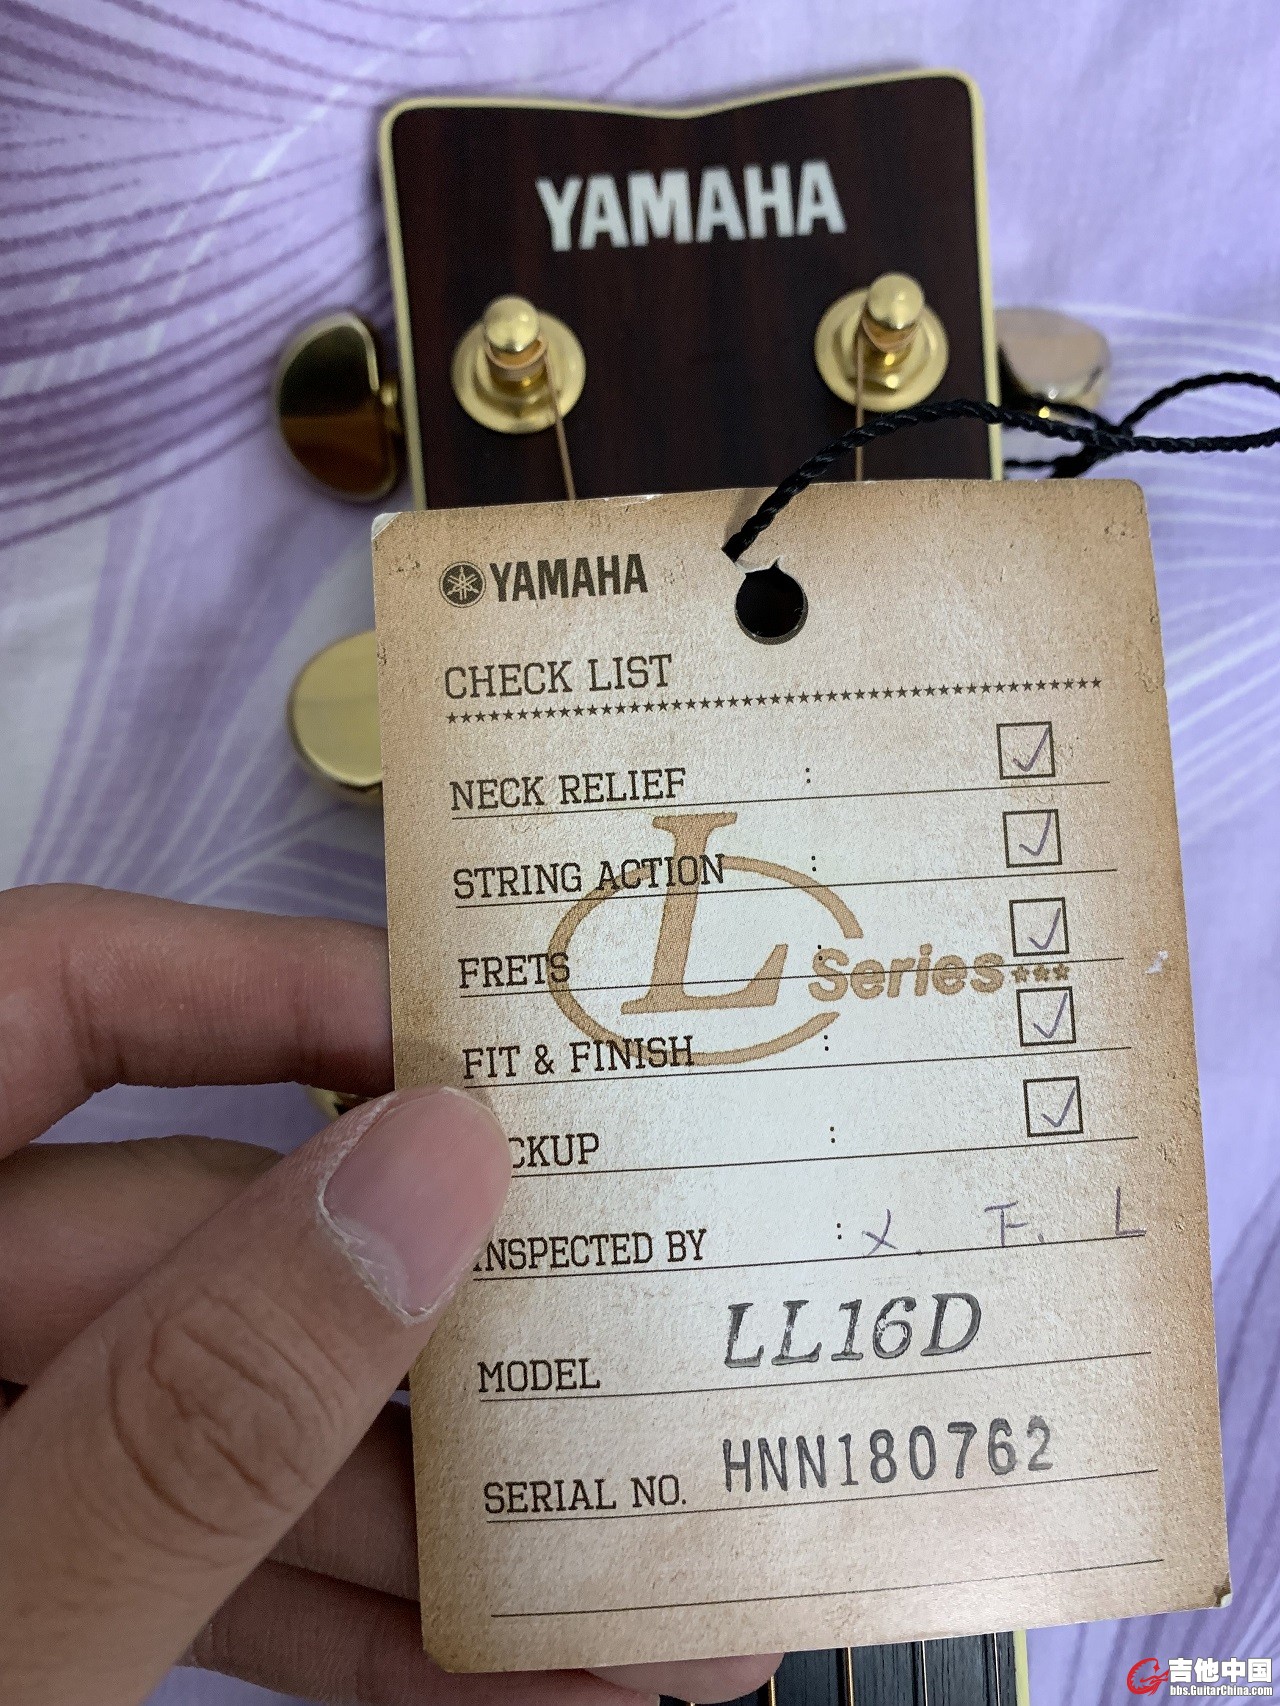 YAMAHA
YAMAHA
CHECK LIST
NECK RELIEF :
STRING ACTION :
L Series
FRETS :
FIT & FINISH :
CKUP :
INSPECTED BY : X. F. L
MODEL LL16D
SERIAL NO. HNN180762
吉他中国
bbs.GuitarChina.com